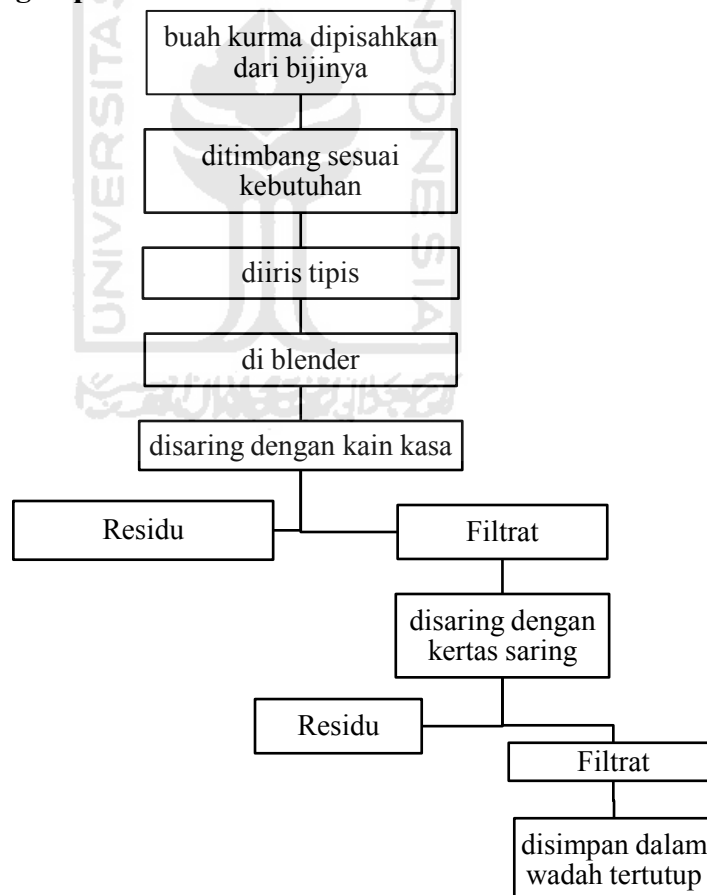 buah kurma dipisahkan
dari bijinya
ditimbang sesuai
kebutuhan
diiris tipis
di blender
disaring dengan kain kasa
Residu
Filtrat
disaring dengan
kertas saring
Residu
Filtrat
disimpan dalam
wadah tertutup